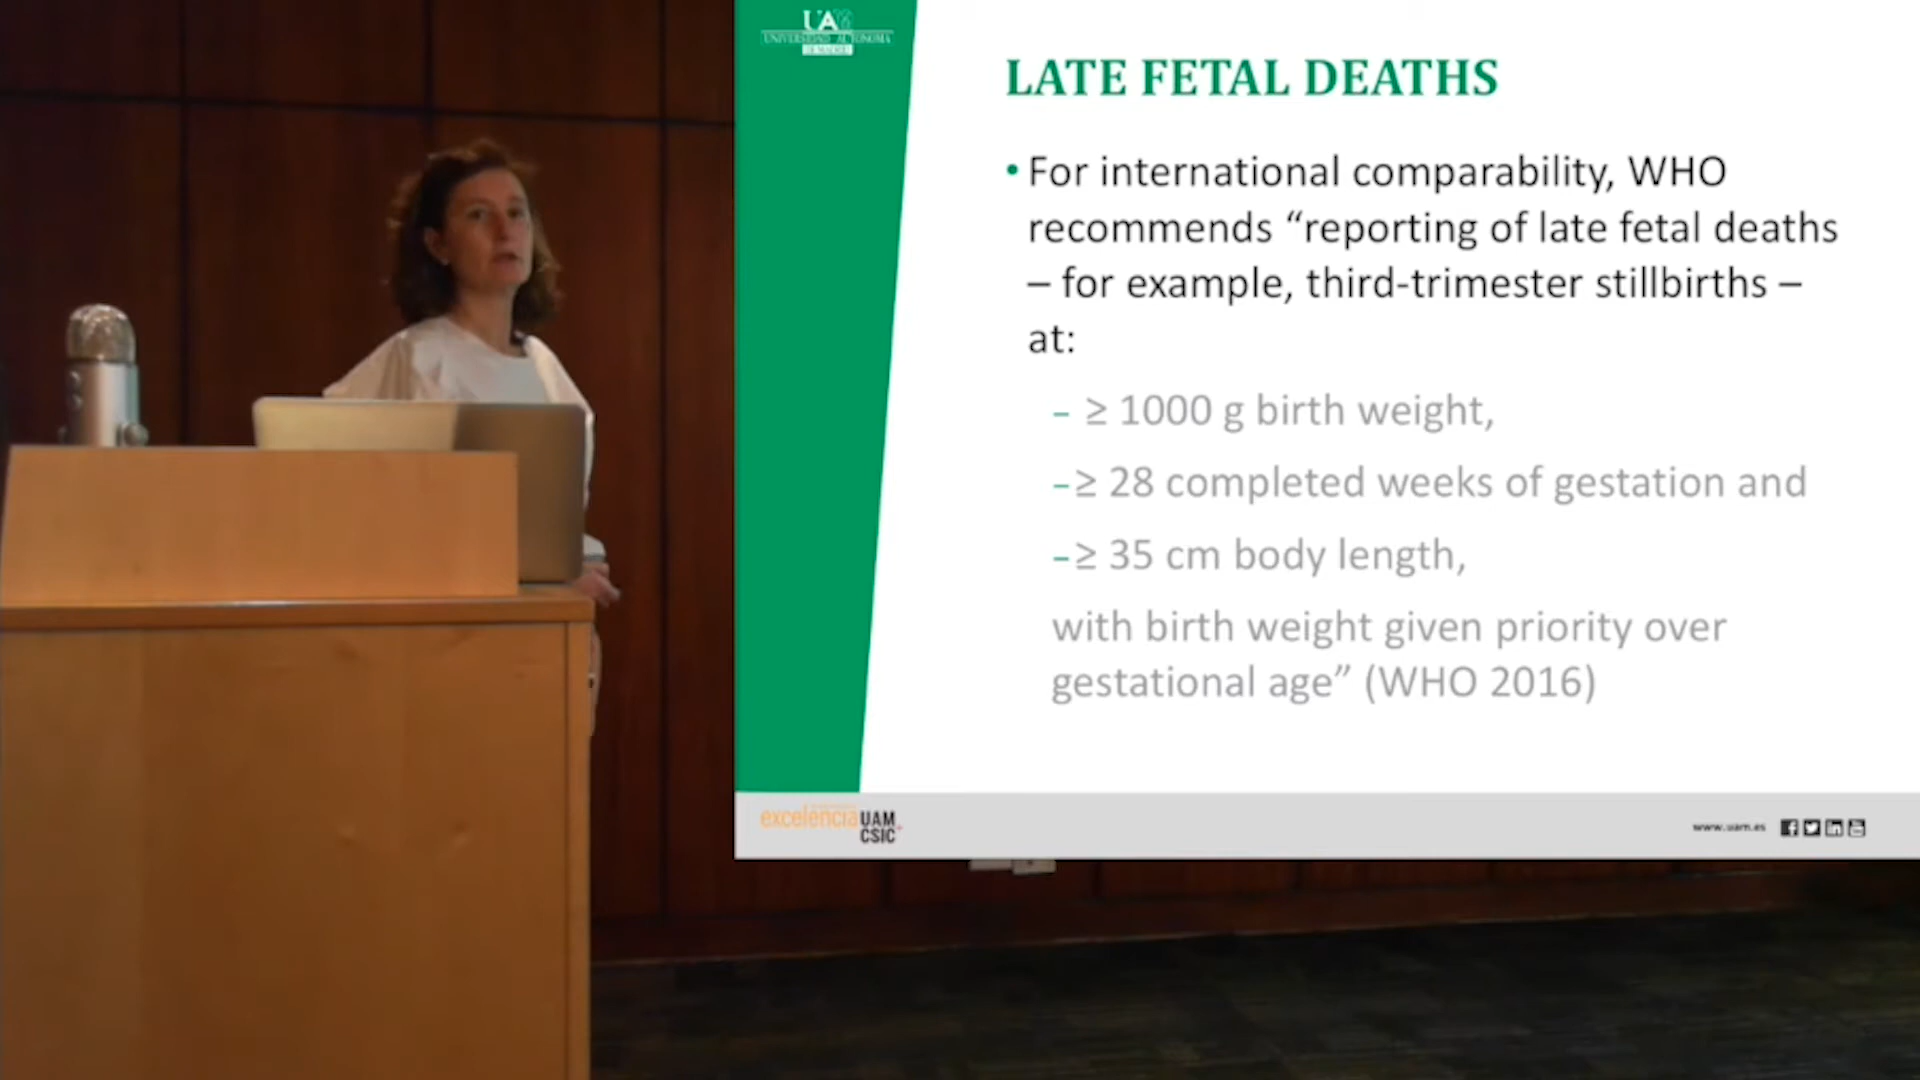 UAM
UNIVERSIDAD AUTONOMA
DE MADRID
LATE FETAL DEATHS
• For international comparability, WHO
recommends “reporting of late fetal deaths
– for example, third-trimester stillbirths –
at:
– ≥ 1000 g birth weight,
– ≥ 28 completed weeks of gestation and
– ≥ 35 cm body length,
with birth weight given priority over
gestational age” (WHO 2016)
excelencia UAM
CSIC+
www.uam.es